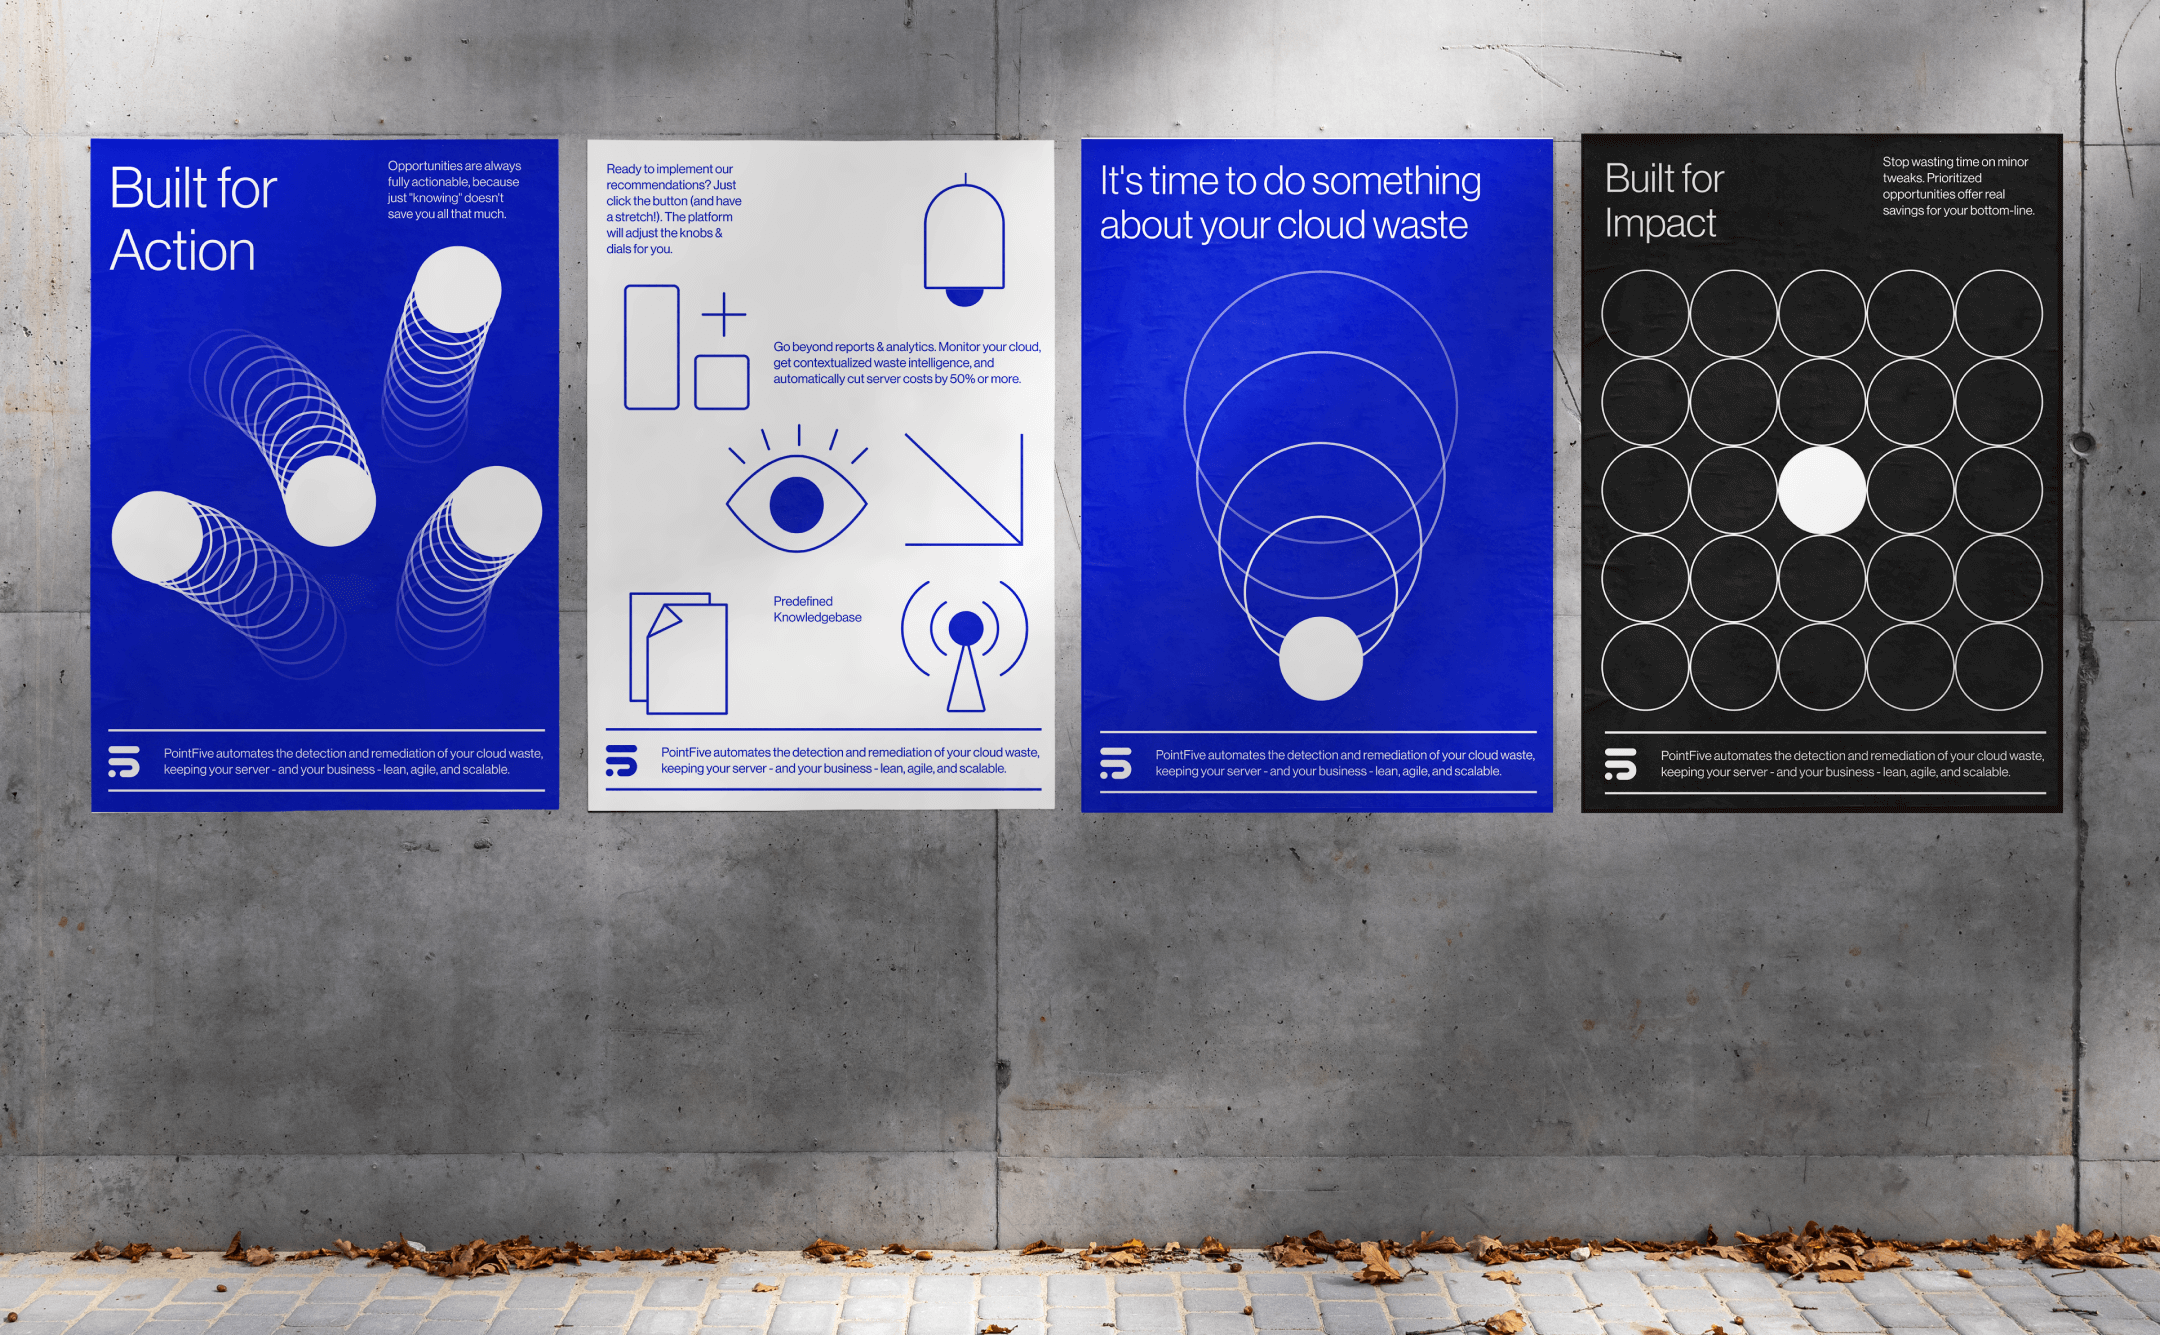 Built for
Action
Opportunities are always
fully actionable, because
just "knowing" doesn't
save you all that much.
PointFive automates the detection and remediation of your cloud waste,
keeping your server - and your business - lean, agile, and scalable.
Ready to implement our
recommendations? Just
click the button (and have
a stretch!). The platform
will adjust the knobs &
dials for you.
Go beyond reports & analytics. Monitor your cloud,
get contextualized waste intelligence, and
automatically cut server costs by 50% or more.
Predefined
Knowledgebase
PointFive automates the detection and remediation of your cloud waste,
keeping your server - and your business - lean, agile, and scalable.
It's time to do something
about your cloud waste
PointFive automates the detection and remediation of your cloud waste,
keeping your server - and your business - lean, agile, and scalable.
Built for
Impact
Stop wasting time on minor
tweaks. Prioritized
opportunities offer real
savings for your bottom-line.
PointFive automates the detection and remediation of your cloud waste,
keeping your server - and your business - lean, agile, and scalable.